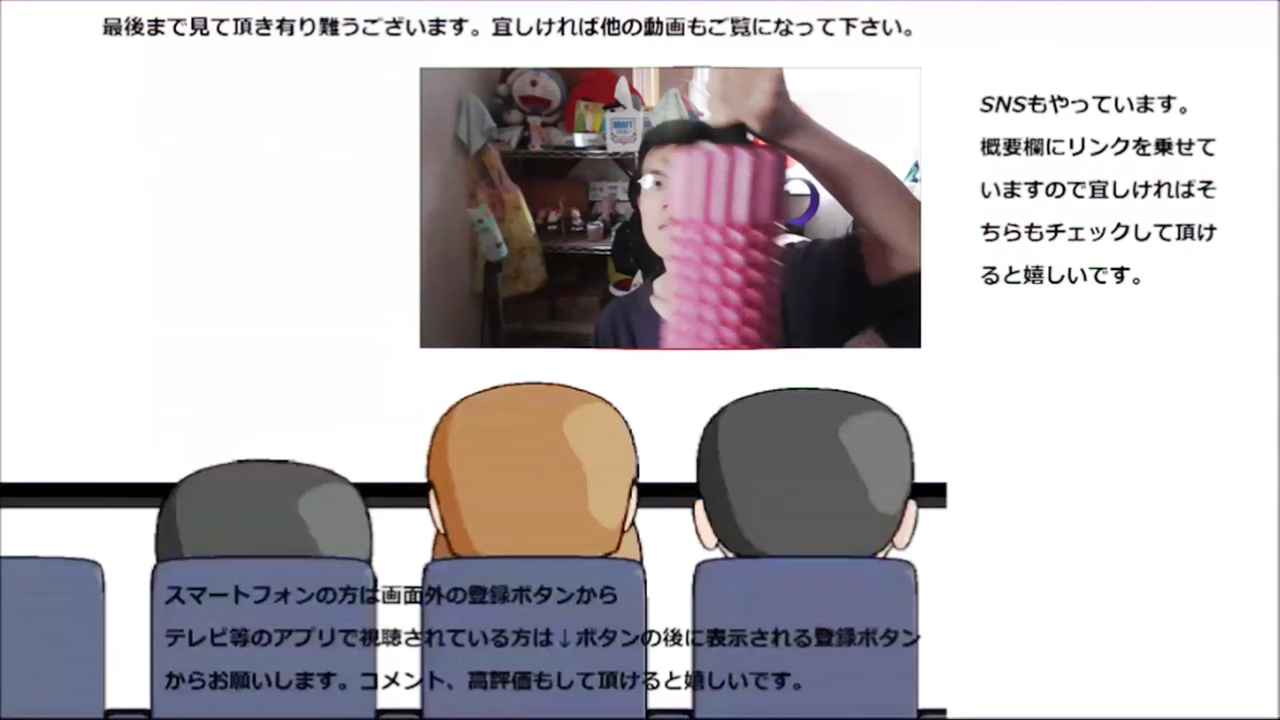 最後まで見て頂き有り難うございます。宜しければ他の動画もご覧になって下さい。
SNSもやっています。
概要欄にリンクを乗せて
いますので宜しければそ
ちらもチェックして頂け
ると嬉しいです。
スマートフォンの方は画面外の登録ボタンから
テレビ等のアプリで視聴されている方は↓ボタンの後に表示される登録ボタン
からお願いします。コメント、高評価もして頂けると嬉しいです。